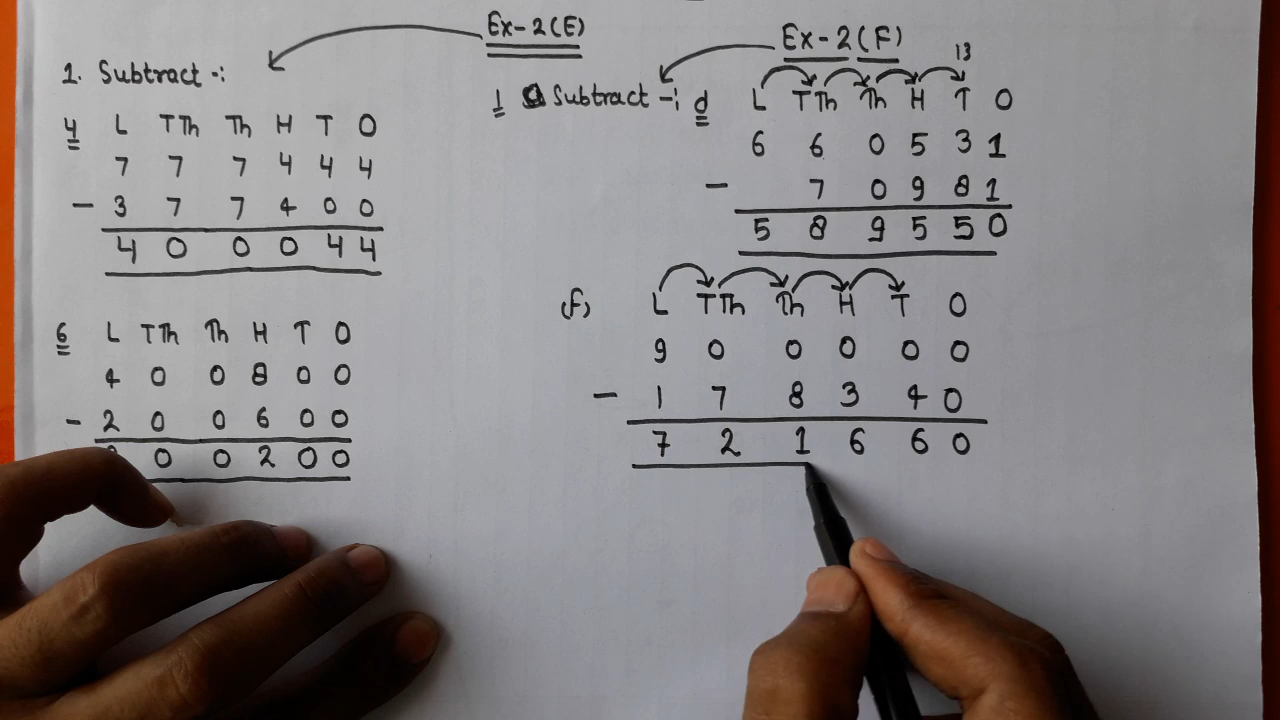 Ex-2(E)
1. Subtract -:
4 L TTh Th H T O
7 7 7 4 4 4
- 3 7 7 4 0 0
4 0 0 0 4 4
6 L TTh Th H T O
4 0 0 8 0 0
- 2 0 0 6 0 0
0 0 2 0 0
Ex-2(F)
13
1 Subtract -: d L TTh Th H T O
6 6 0 5 3 1
- 7 0 9 8 1
5 8 9 5 5 0
(f) L TTh Th H T O
9 0 0 0 0 0
- 1 7 8 3 4 0
7 2 1 6 6 0